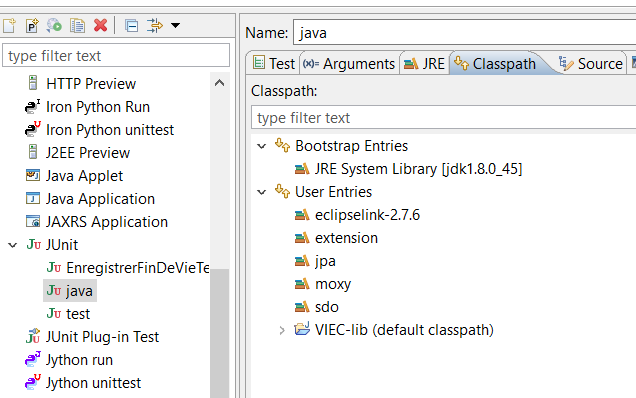 type filter text
HTTP Preview
Iron Python Run
Iron Python unittest
J2EE Preview
Java Applet
Java Application
JAXRS Application
JUnit
EnregistrerFinDeVieTe
java
test
JUnit Plug-in Test
Jython run
Jython unittest
Name: java
Test (x)= Arguments JRE Classpath Source
Classpath:
type filter text
Bootstrap Entries
JRE System Library [jdk1.8.0_45]
User Entries
eclipselink-2.7.6
extension
jpa
moxy
sdo
VIEC-lib (default classpath)